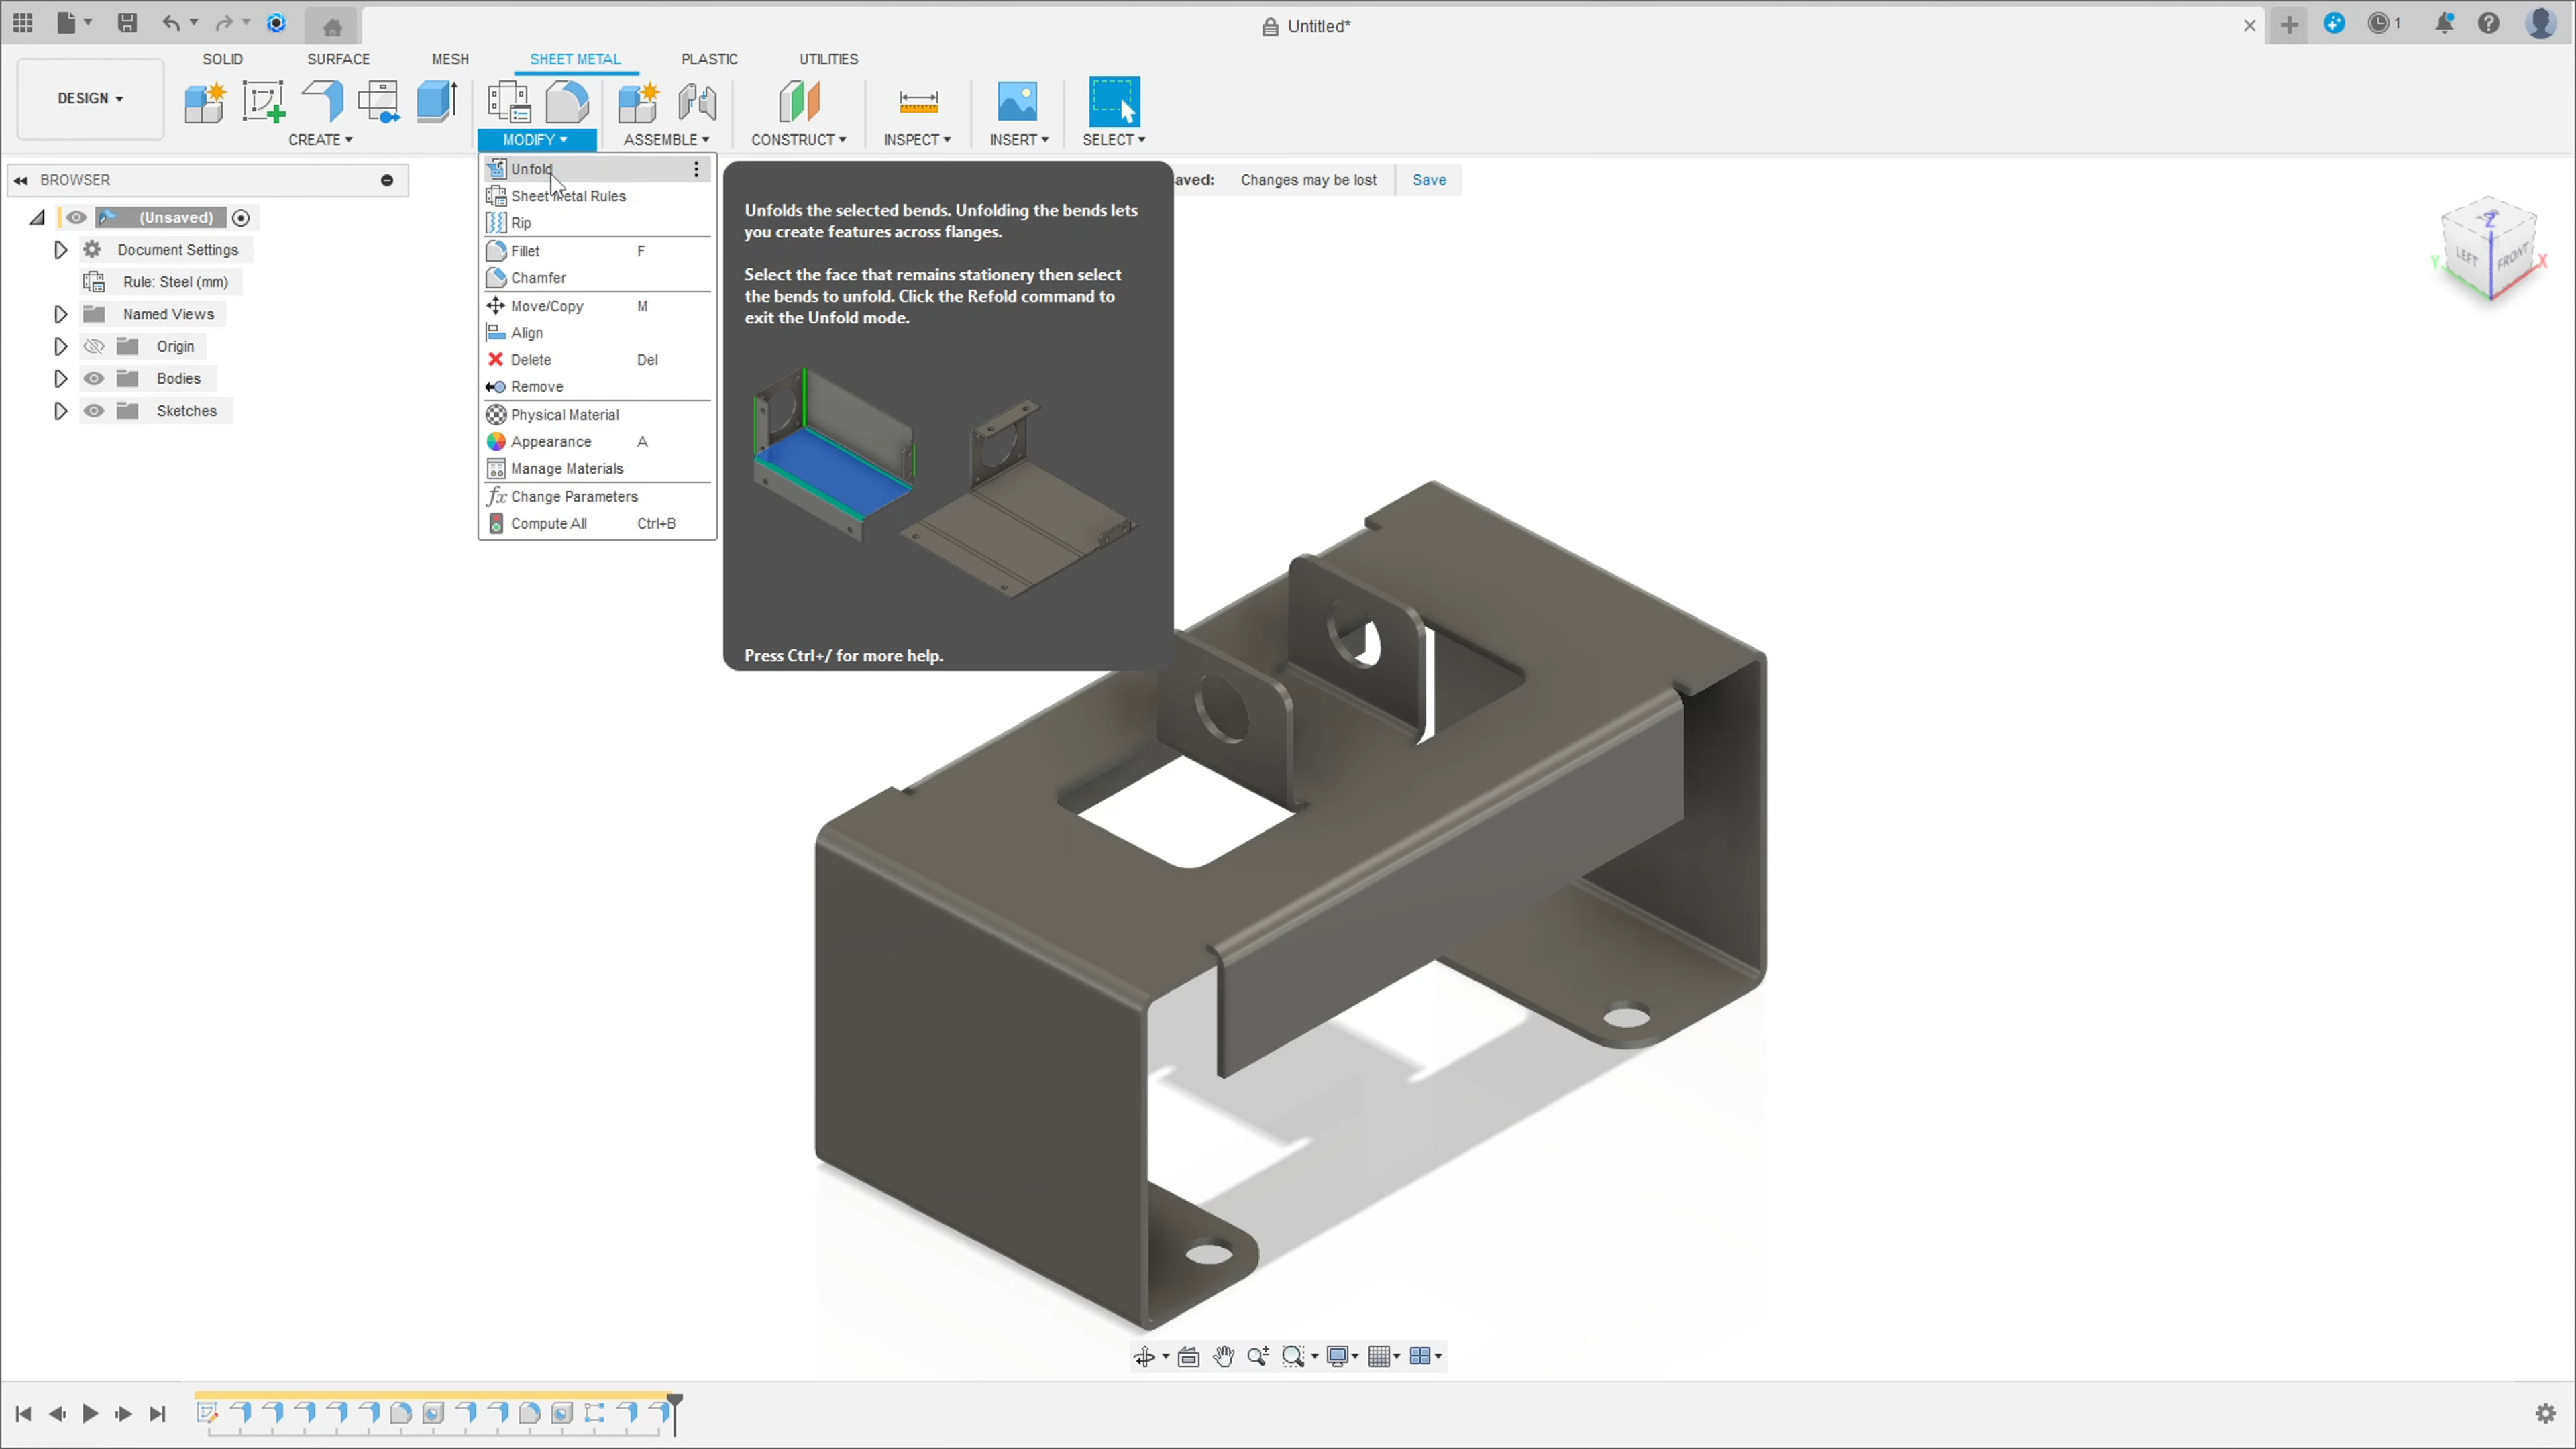 Untitled*
1
SOLID SURFACE MESH SHEET METAL PLASTIC UTILITIES
DESIGN
CREATE MODIFY ASSEMBLE CONSTRUCT INSPECT INSERT SELECT
BROWSER
(Unsaved)
Document Settings
Rule: Steel (mm)
Named Views
Origin
Bodies
Sketches
Unfold
Sheet Metal Rules
Rip
Fillet F
Chamfer
Move/Copy M
Align
Delete Del
Remove
Physical Material
Appearance A
Manage Materials
fx Change Parameters
Compute All Ctrl+B
Unfolds the selected bends. Unfolding the bends lets
you create features across flanges.
Select the face that remains stationery then select
the bends to unfold. Click the Refold command to
exit the Unfold mode.
Press Ctrl+/ for more help.
aved: Changes may be lost Save
Z
LEFT FRONT
Y X